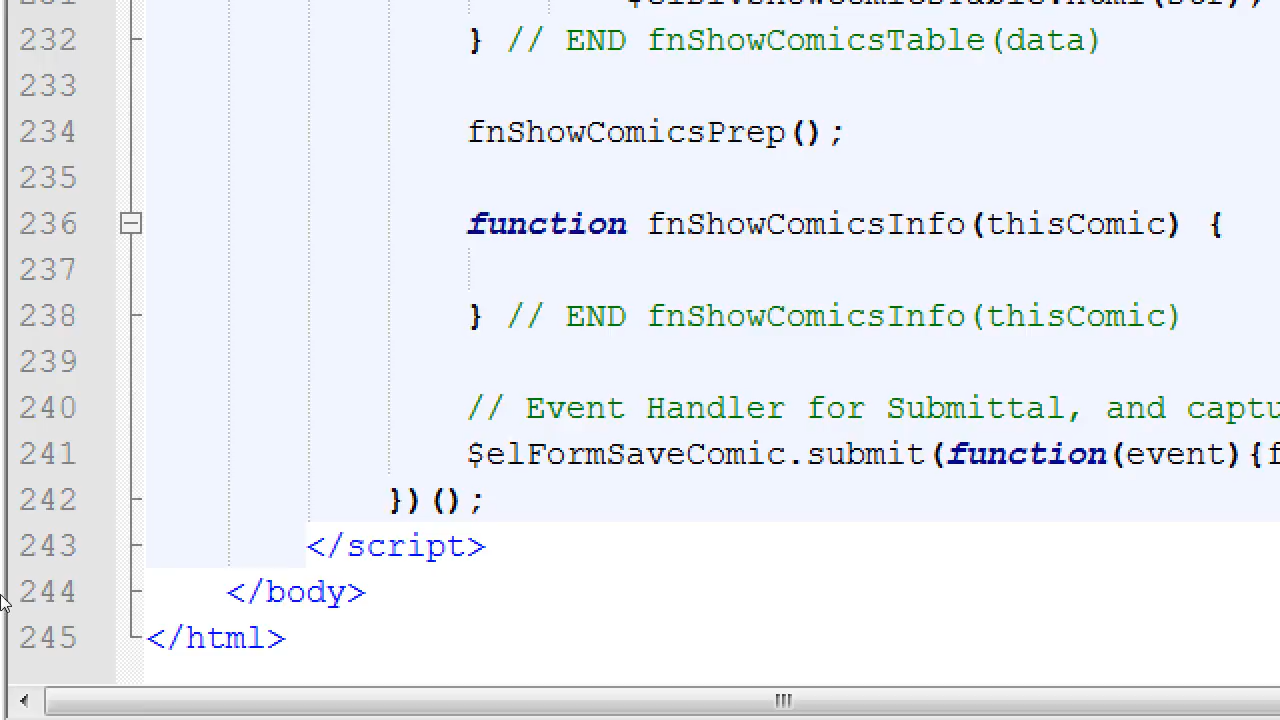 232 } // END fnShowComicsTable(data)
233
234 fnShowComicsPrep();
235
236 function fnShowComicsInfo(thisComic) {
237
238 } // END fnShowComicsInfo(thisComic)
239
240 // Event Handler for Submittal, and captu
241 $elFormSaveComic.submit(function(event){f
242 })();
243 </script>
244 </body>
245 </html>